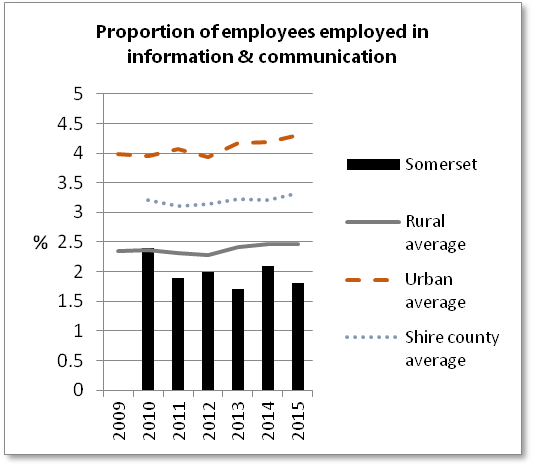 Proportion of employees employed in
information & communication
5
4.5
4
3.5
3
2.5
2
1.5
1
0.5
0
%
2009 2010 2011 2012 2013 2014 2015
Somerset
Rural
average
Urban
average
Shire county
average